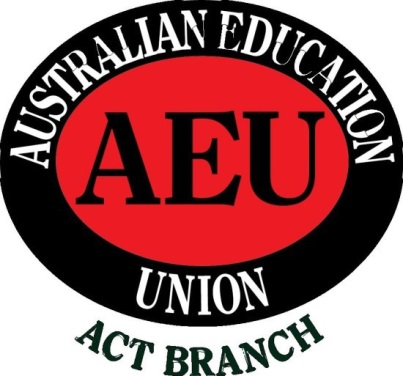 AUSTRALIAN EDUCATION
AEU
UNION
ACT BRANCH